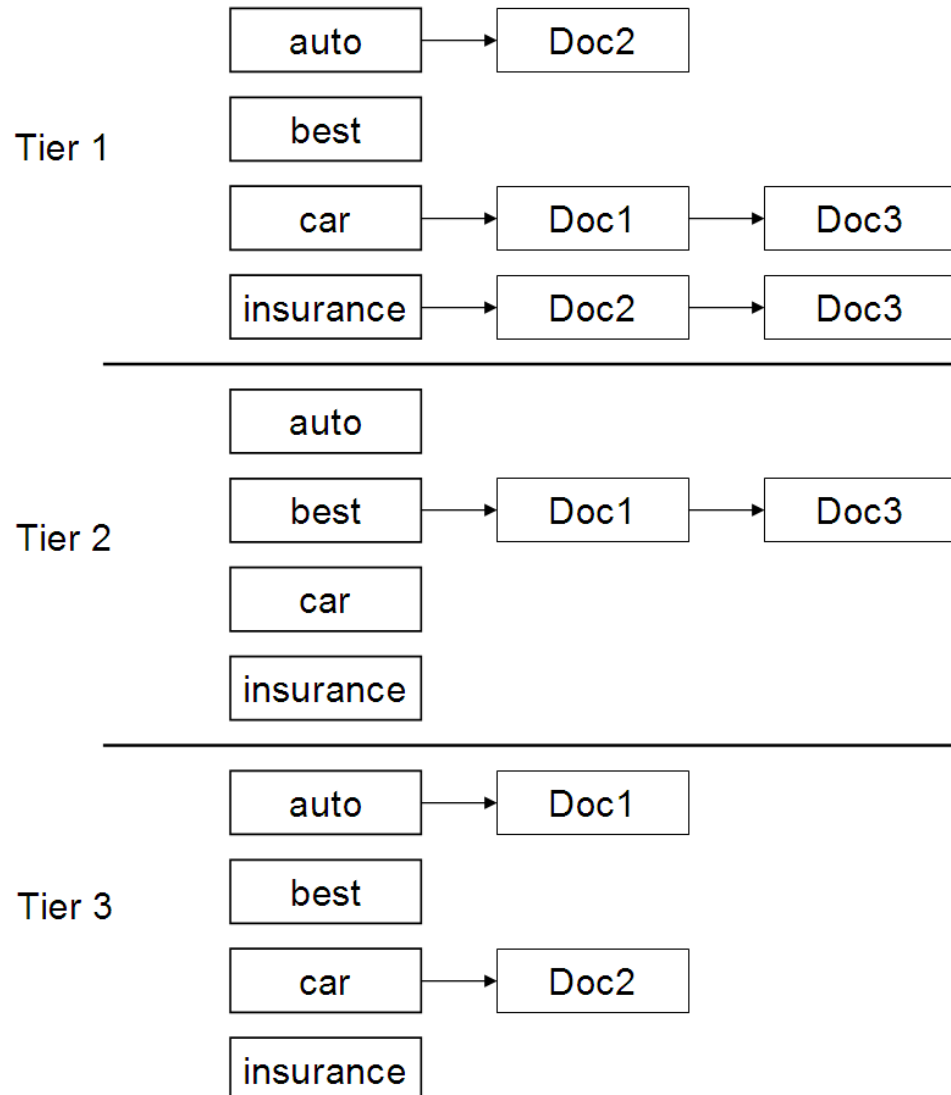 auto Doc2
best
Tier 1
car Doc1 Doc3
insurance Doc2 Doc3
auto
best Doc1 Doc3
Tier 2
car
insurance
auto Doc1
best
Tier 3
car Doc2
insurance